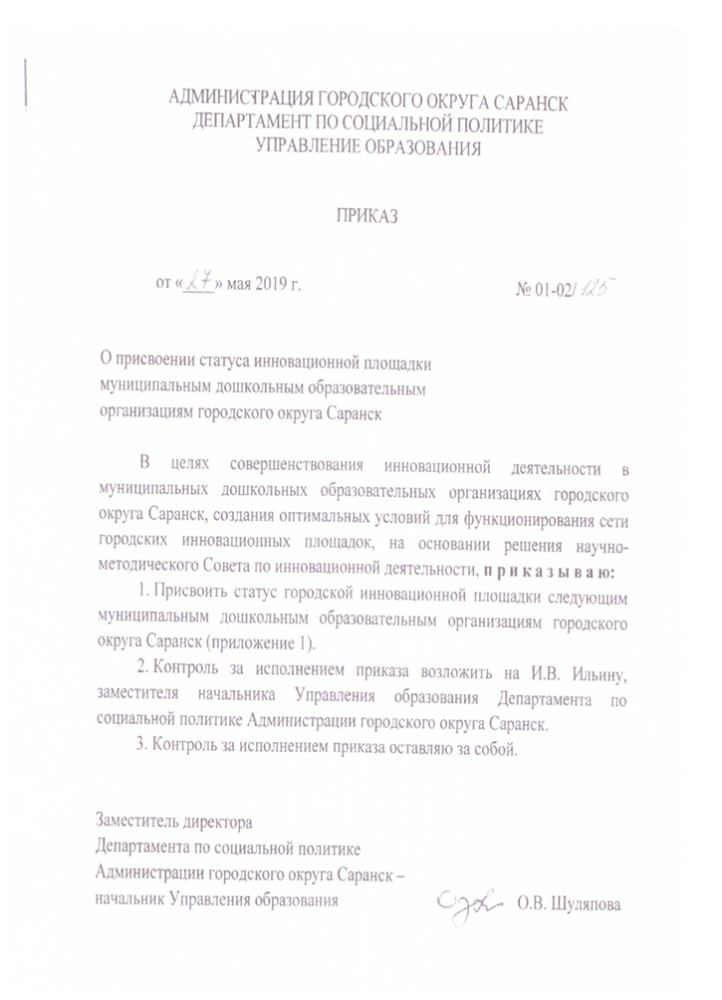 АДМИНИСТРАЦИЯ ГОРОДСКОГО ОКРУГА САРАНСК
ДЕПАРТАМЕНТ ПО СОЦИАЛЬНОЙ ПОЛИТИКЕ
УПРАВЛЕНИЕ ОБРАЗОВАНИЯ
ПРИКАЗ
от «27» мая 2019 г. № 01-02/125
О присвоении статуса инновационной площадки
муниципальным дошкольным образовательным
организациям городского округа Саранск
В целях совершенствования инновационной деятельности в
муниципальных дошкольных образовательных организациях городского
округа Саранск, создания оптимальных условий для функционирования сети
городских инновационных площадок, на основании решения научно-
методического Совета по инновационной деятельности, п р и к а з ы в а ю:
1. Присвоить статус городской инновационной площадки следующим
муниципальным дошкольным образовательным организациям городского
округа Саранск (приложение 1).
2. Контроль за исполнением приказа возложить на И.В. Ильину,
заместителя начальника Управления образования Департамента по
социальной политике Администрации городского округа Саранск.
3. Контроль за исполнением приказа оставляю за собой.
Заместитель директора
Департамента по социальной политике
Администрации городского округа Саранск –
начальник Управления образования О.В. Шуляпова